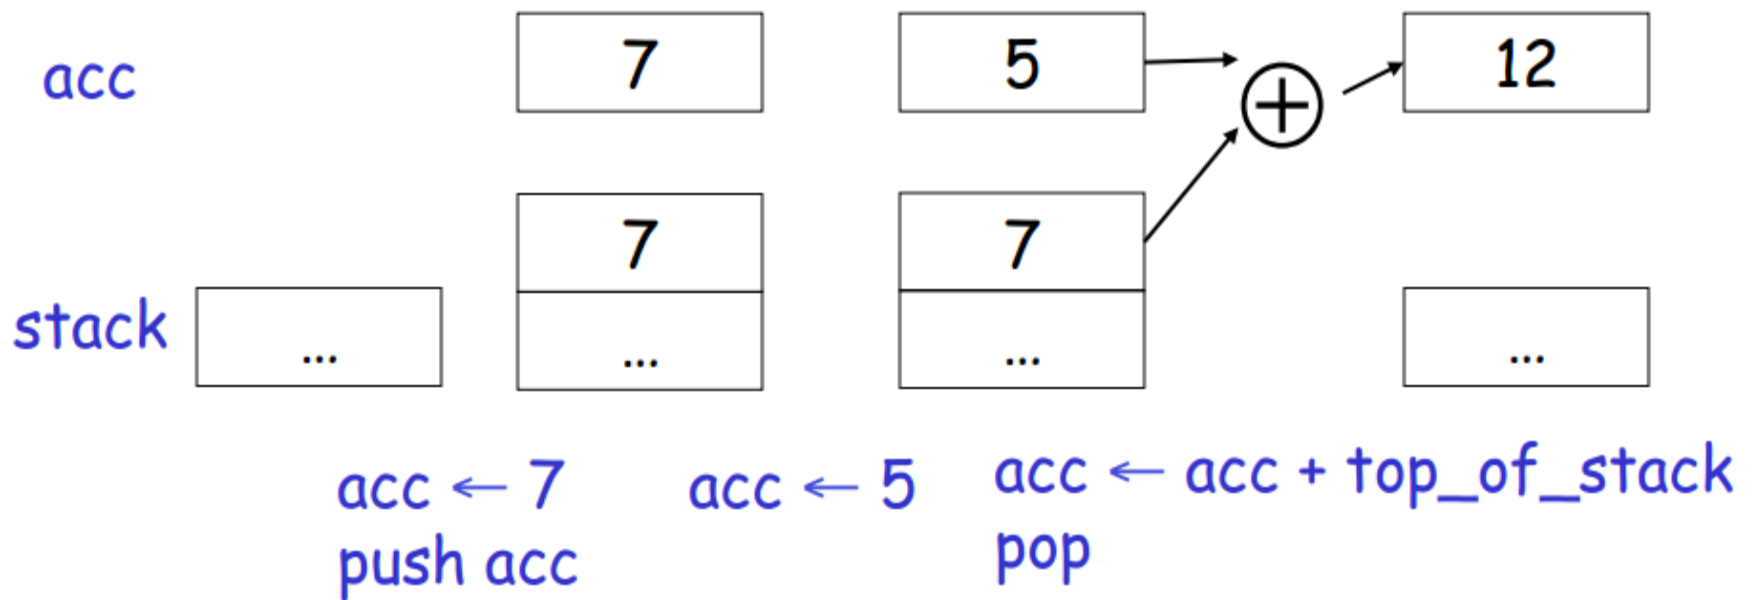 acc 7 5 + 12
7 7
stack ... ... ... ...
acc ← 7 acc ← 5 acc ← acc + top_of_stack
push acc pop